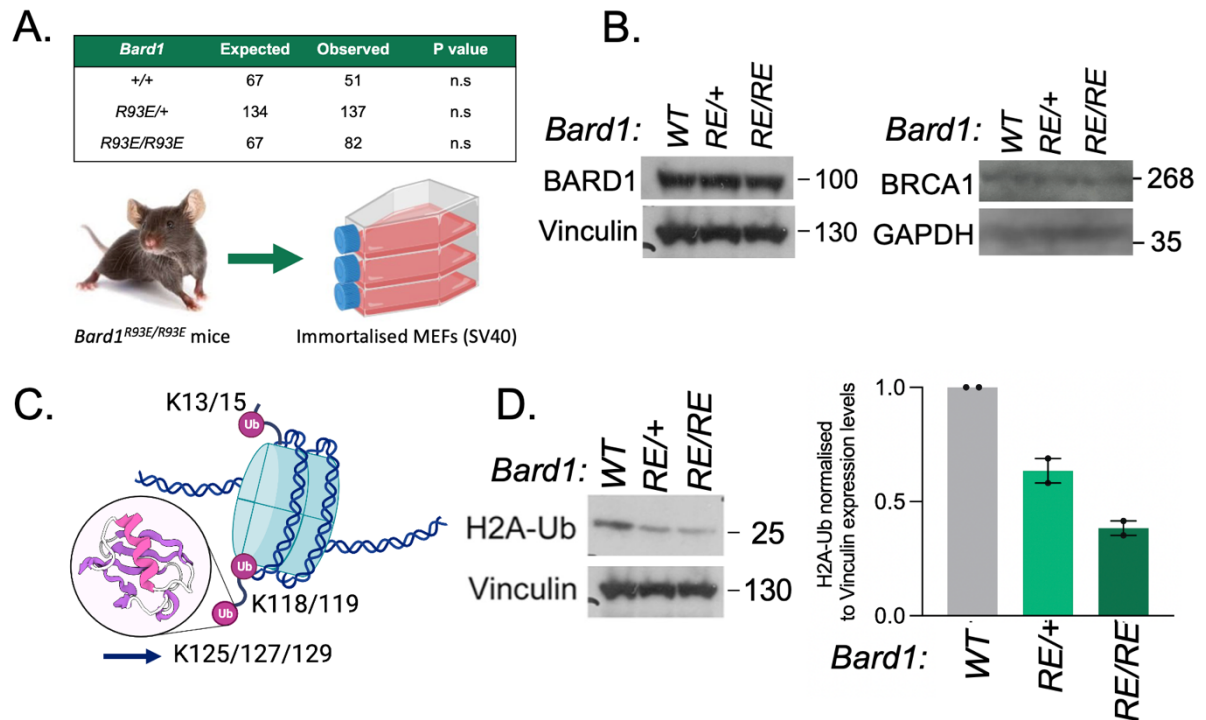 A.
Bard1 Expected Observed P value
+/+ 67 51 n.s
R93E/+ 134 137 n.s
R93E/R93E 67 82 n.s
Bard1R93E/R93E mice
Immortalised MEFs (SV40)
B.
Bard1: WT RE/+ RE/RE
BARD1 -100
Vinculin -130
Bard1: WT RE/+ RE/RE
BRCA1 -268
GAPDH -35
C.
K13/15
Ub
Ub
K118/119
Ub
K125/127/129
D.
Bard1: WT RE/+ RE/RE
H2A-Ub - 25
Vinculin -130
H2A-Ub normalised
to Vinculin expression levels
1.0
0.5
0.0
Bard1: WT RE/+ RE/RE